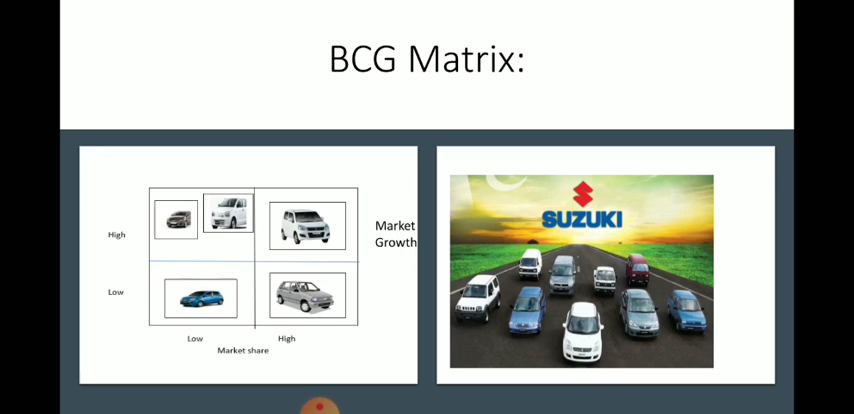 BCG Matrix:
High
Low
Low
High
Market share
Market
Growth
SUZUKI